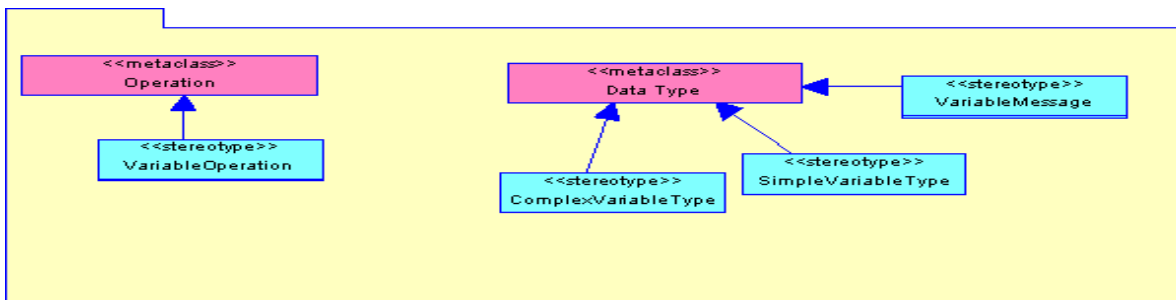 <<metaclass>>
Operation
<<stereotype>>
VariableOperation
<<metaclass>>
Data Type
<<stereotype>>
VariableMessage
<<stereotype>>
SimpleVariableType
<<stereotype>>
ComplexVariableType